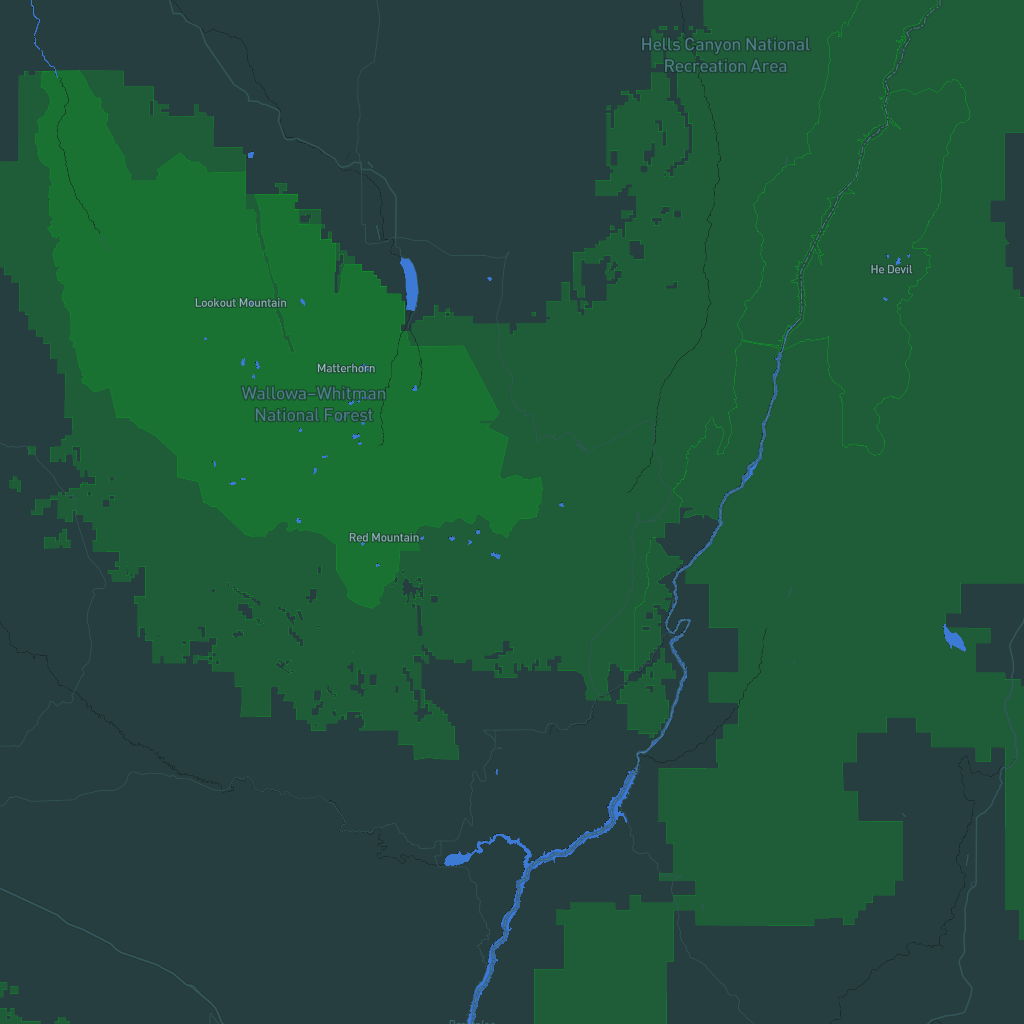 Hells Canyon National
Recreation Area
He Devil
Lookout Mountain
Matterhorn
Wallowa-Whitman
National Forest
Red Mountain